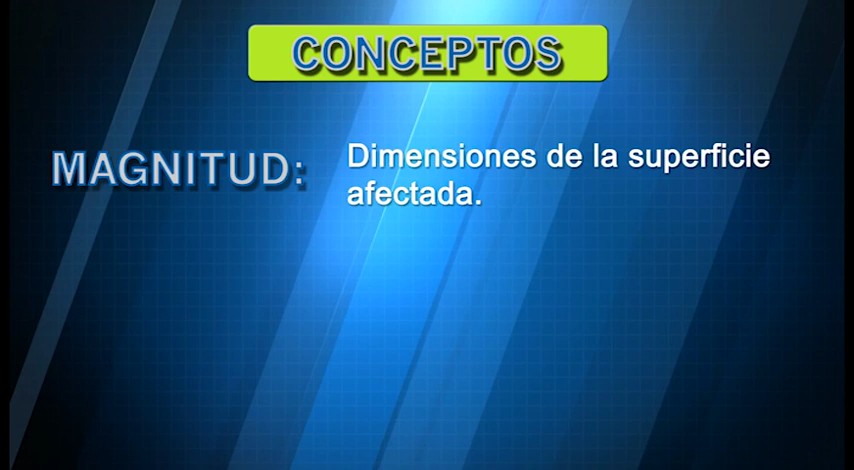 CONCEPTOS
MAGNITUD:
Dimensiones de la superficie
afectada.